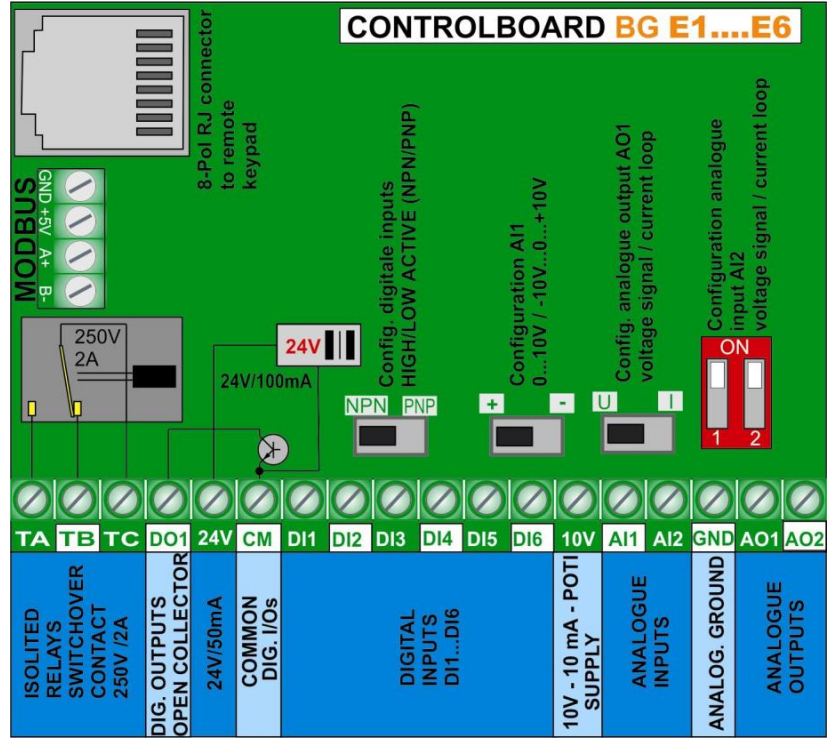 CONTROLBOARD BG E1....E6
8-Pol RJ connector
to remote
keypad
MODBUS
GND
+5V
A+
B-
250V
2A
24V
24V/100mA
Config. digitale inputs
HIGH/LOW ACTIVE (NPN/PNP)
NPN PNP
Configuration AI1
0...10V / -10V...0...+10V
+ -
Config. analogue output AO1
voltage signal / current loop
U I
Configuration analogue
input AI2
voltage signal / current loop
ON
1 2
TA TB TC DO1 24V CM DI1 DI2 DI3 DI4 DI5 DI6 10V AI1 AI2 GND AO1 AO2
ISOLITED
RELAYS
SWITCHOVER
CONTACT
250V /2A
DIG. OUTPUTS
OPEN COLLECTOR
24V/50mA
COMMON
DIG. I/Os
DIGITAL
INPUTS
DI1...DI6
10V - 10 mA - POTI
SUPPLY
ANALOGUE
INPUTS
ANALOG. GROUND
ANALOGUE
OUTPUTS